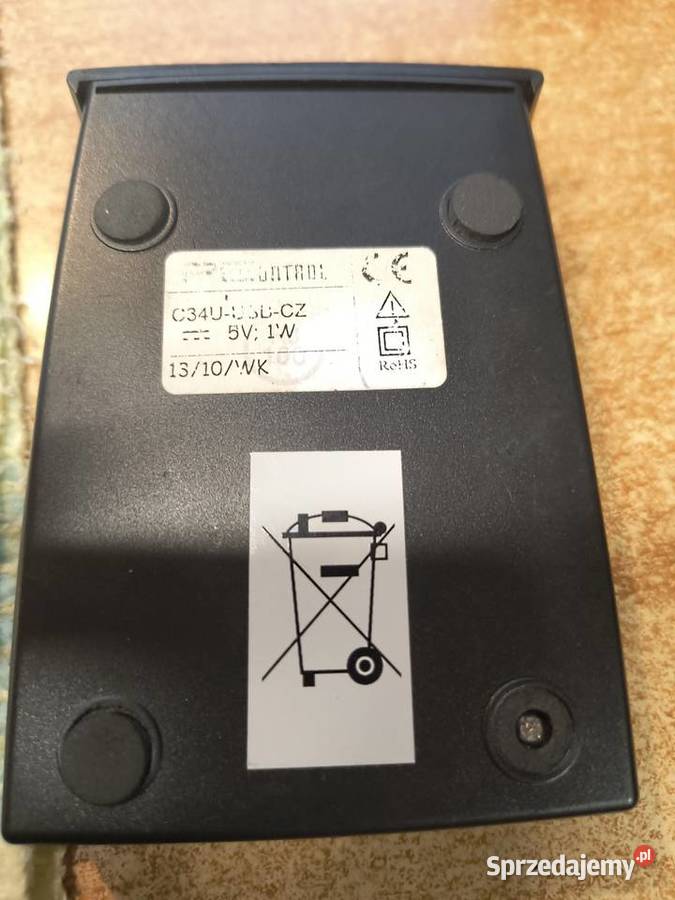 CE
C34U-USB-CZ
5V; 1W
13/10/WK
RoHS
Sprzedajemy.pl